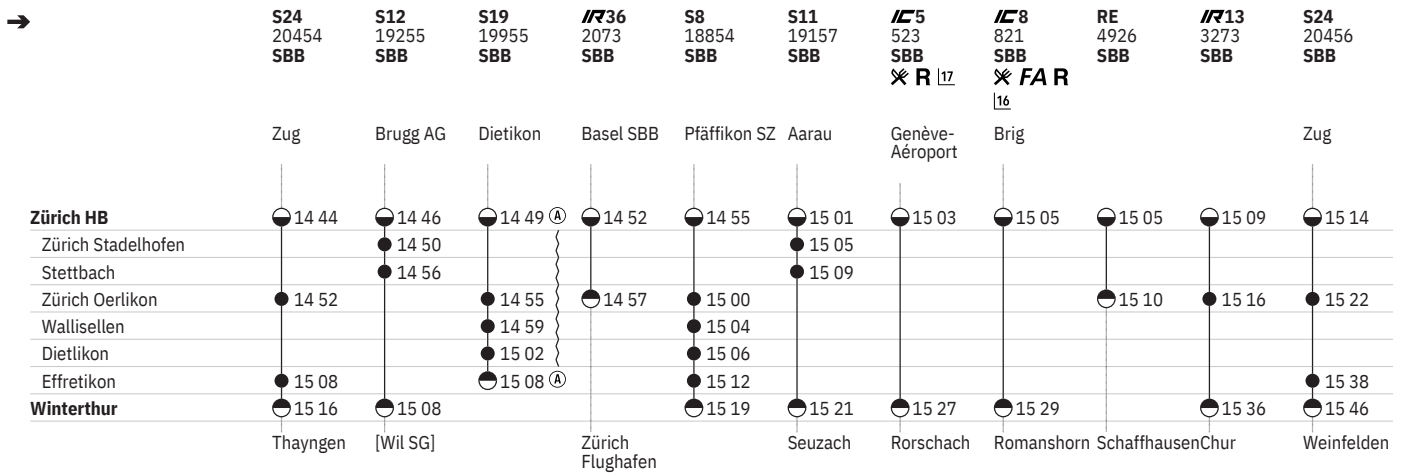 ➔ S24 S12 S19 IR36 S8 S11 IC5 IC8 RE IR13 S24
20454 19255 19955 2073 18854 19157 523 821 4926 3273 20456
SBB SBB SBB SBB SBB SBB SBB SBB SBB SBB SBB
R 17 FA R
16
Zug Brugg AG Dietikon Basel SBB Pfäffikon SZ Aarau Genève- Brig Zug
Aéroport
Zürich HB 14 44 14 46 14 49 Ⓐ 14 52 14 55 15 01 15 03 15 05 15 05 15 09 15 14
Zürich Stadelhofen 14 50 15 05
Stettbach 14 56 15 09
Zürich Oerlikon 14 52 14 55 14 57 15 00 15 10 15 16 15 22
Wallisellen 14 59 15 04
Dietlikon 15 02 15 06
Effretikon 15 08 15 08 Ⓐ 15 12 15 38
Winterthur 15 16 15 08 15 19 15 21 15 27 15 29 15 36 15 46
Thayngen [Wil SG] Zürich Seuzach Rorschach Romanshorn Schaffhausen Chur Weinfelden
Flughafen